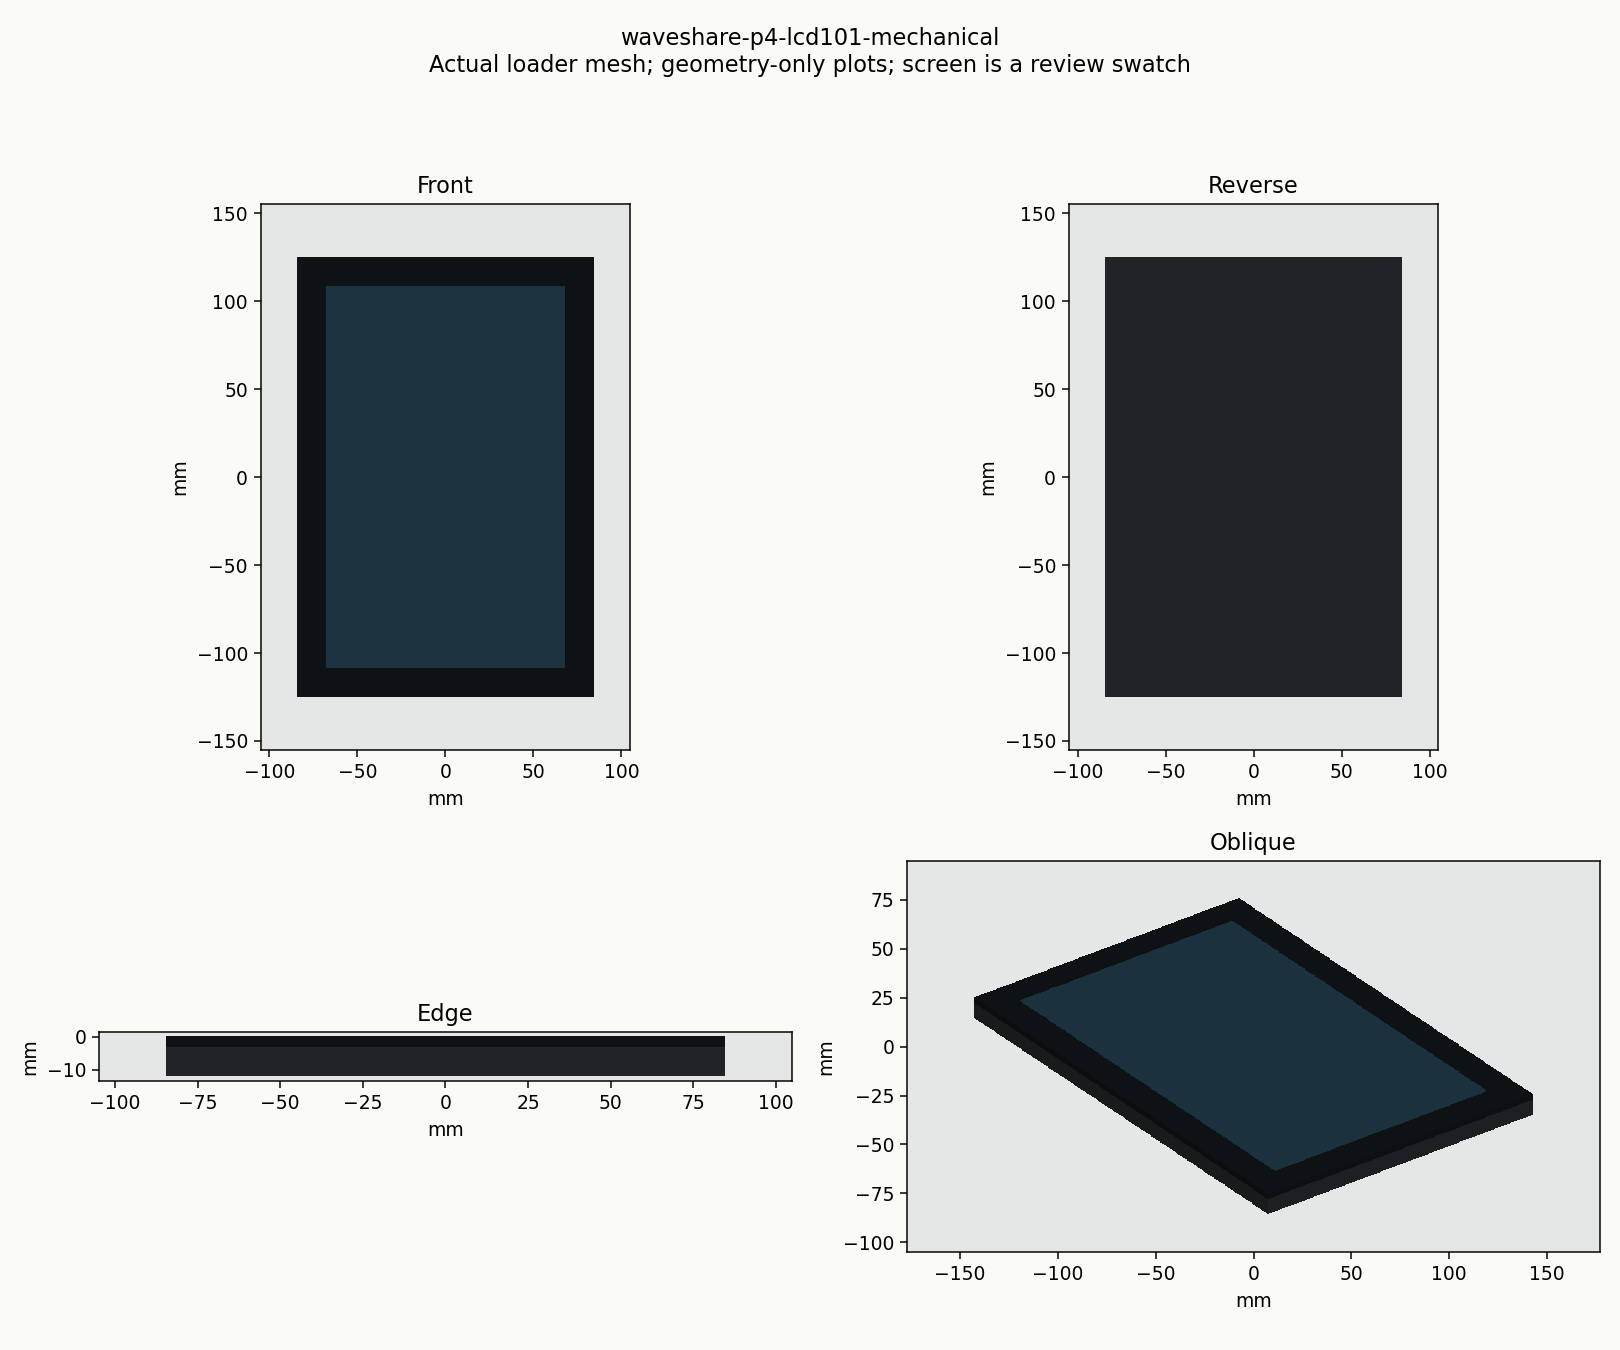 waveshare-p4-lcd101-mechanical
Actual loader mesh; geometry-only plots; screen is a review swatch
Front
150
100
50
0
−50
−100
−150
mm
−100 −50 0 50 100
mm
Reverse
150
100
50
0
−50
−100
−150
mm
−100 −50 0 50 100
mm
Edge
0
−10
mm
−100 −75 −50 −25 0 25 50 75 100
mm
Oblique
75
50
25
0
−25
−50
−75
−100
mm
−150 −100 −50 0 50 100 150
mm